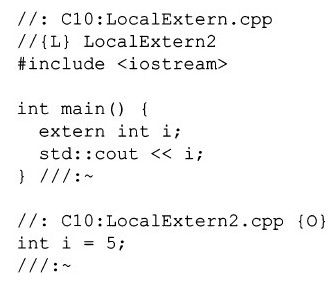 //: C10:LocalExtern.cpp
//{L} LocalExtern2
#include <iostream>
int main() {
  extern int i;
  std::cout << i;
} ///:~
//: C10:LocalExtern2.cpp {O}
int i = 5;
///:~